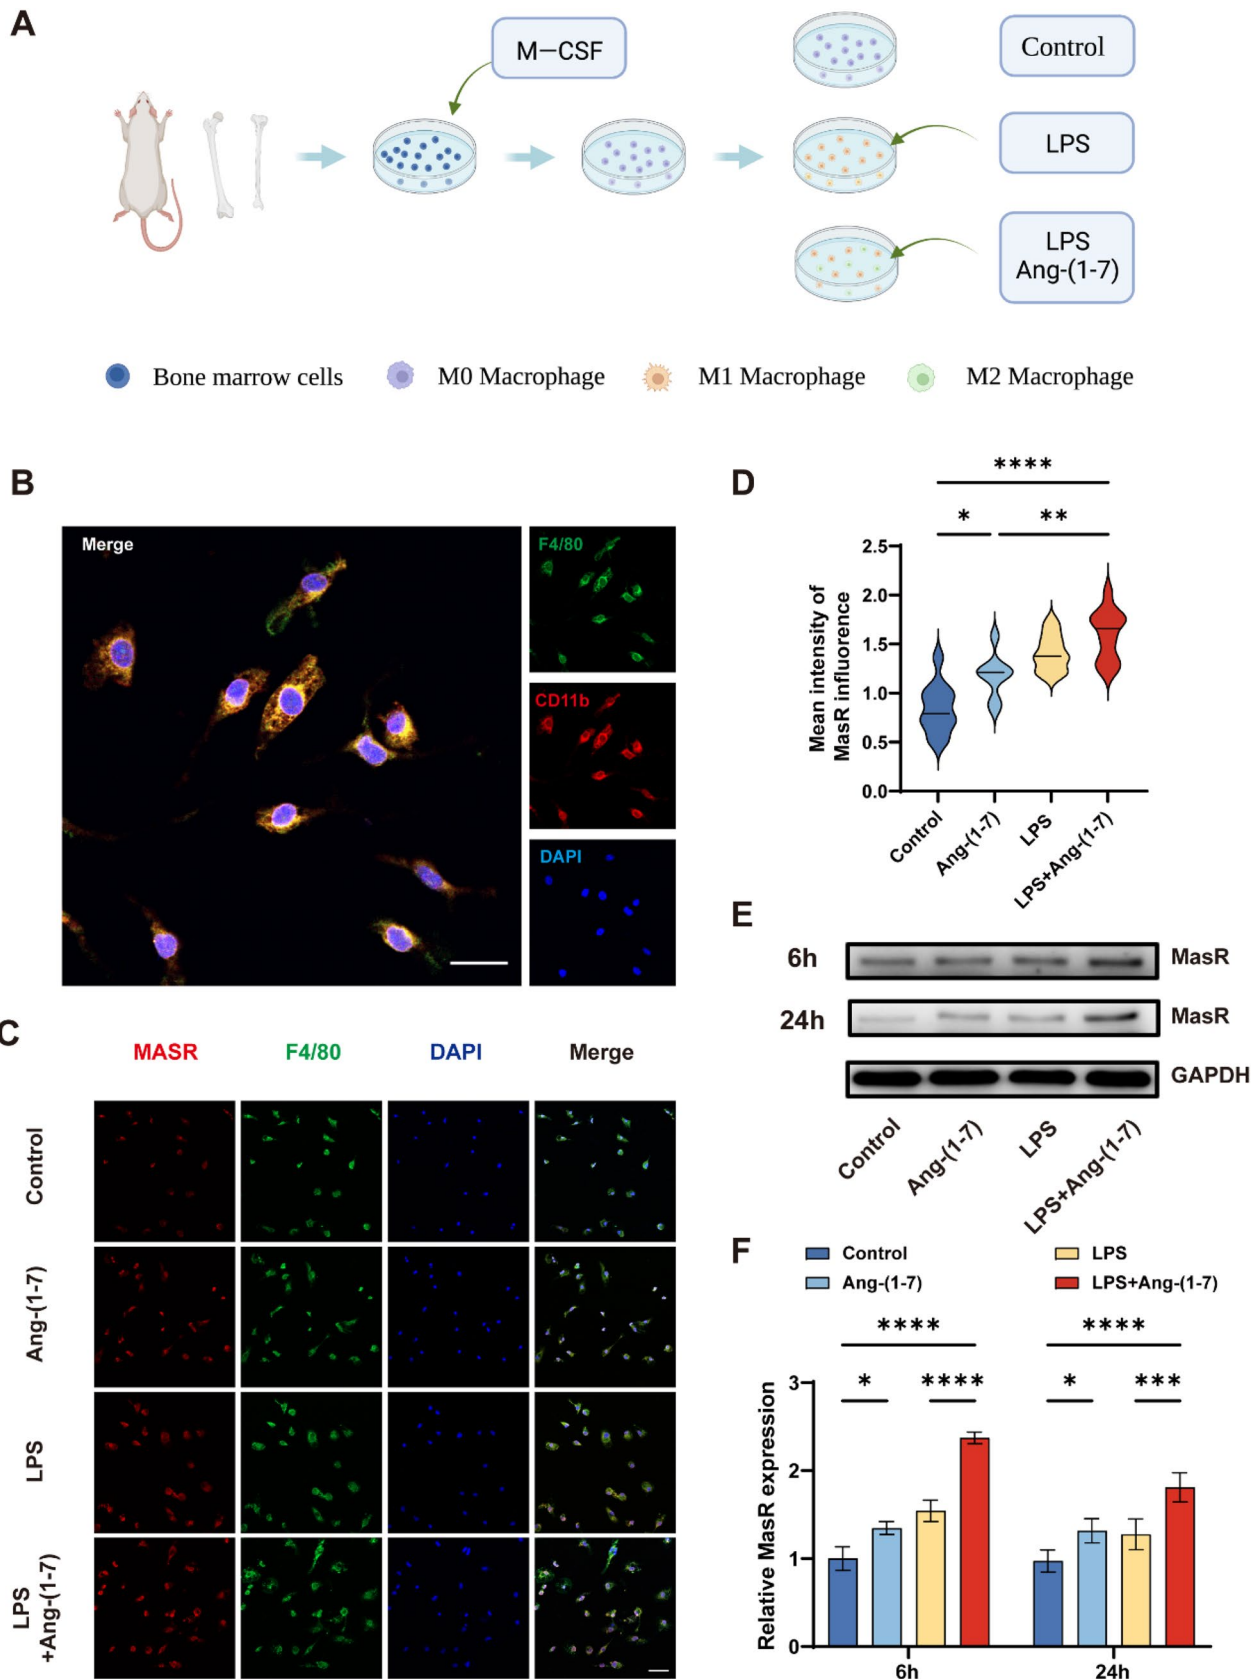 A
M—CSF
Control
LPS
LPS
Ang-(1-7)
Bone marrow cells
M0 Macrophage
M1 Macrophage
M2 Macrophage
B
Merge
F4/80
CD11b
DAPI
C
MASR
F4/80
DAPI
Merge
Control
Ang-(1-7)
LPS
LPS
+Ang-(1-7)
D
****
*
**
Mean intensity of
MasR influorence
2.5
2.0
1.5
1.0
0.5
0.0
Control
Ang-(1-7)
LPS
LPS+Ang-(1-7)
E
6h
MasR
24h
MasR
GAPDH
Control
Ang-(1-7)
LPS
LPS+Ang-(1-7)
F
Control
LPS
Ang-(1-7)
LPS+Ang-(1-7)
****
****
*
****
*
***
Relative MasR expression
3
2
1
0
6h
24h